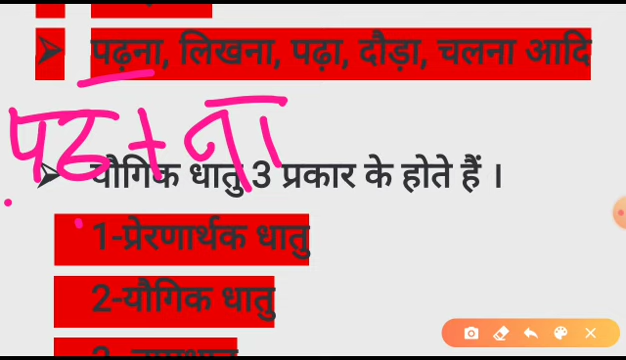 पढ़ना, लिखना, पढ़ा, दौड़ा, चलना आदि
पढ + ना
यौगिक धातु 3 प्रकार के होते हैं ।
1-प्रेरणार्थक धातु
2-यौगिक धातु